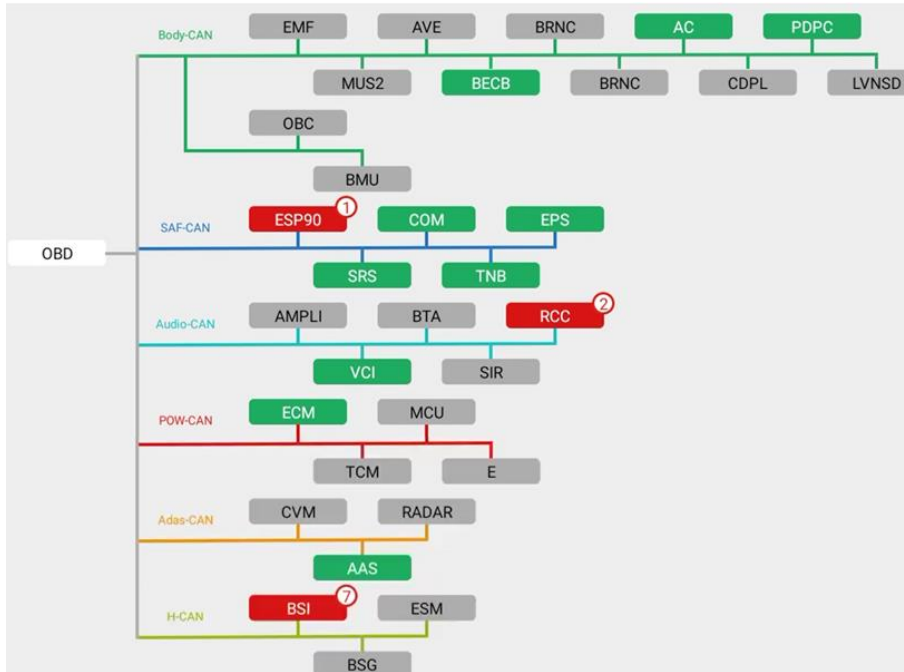 Body-CAN EMF AVE BRNC AC PDPC
MUS2 BECB BRNC CDPL LVNSD
OBC
BMU
SAF-CAN ESP90 1 COM EPS
OBD
SRS TNB
Audio-CAN AMPLI BTA RCC 2
VCI SIR
POW-CAN ECM MCU
TCM E
Adas-CAN CVM RADAR
AAS
H-CAN BSI 7 ESM
BSG